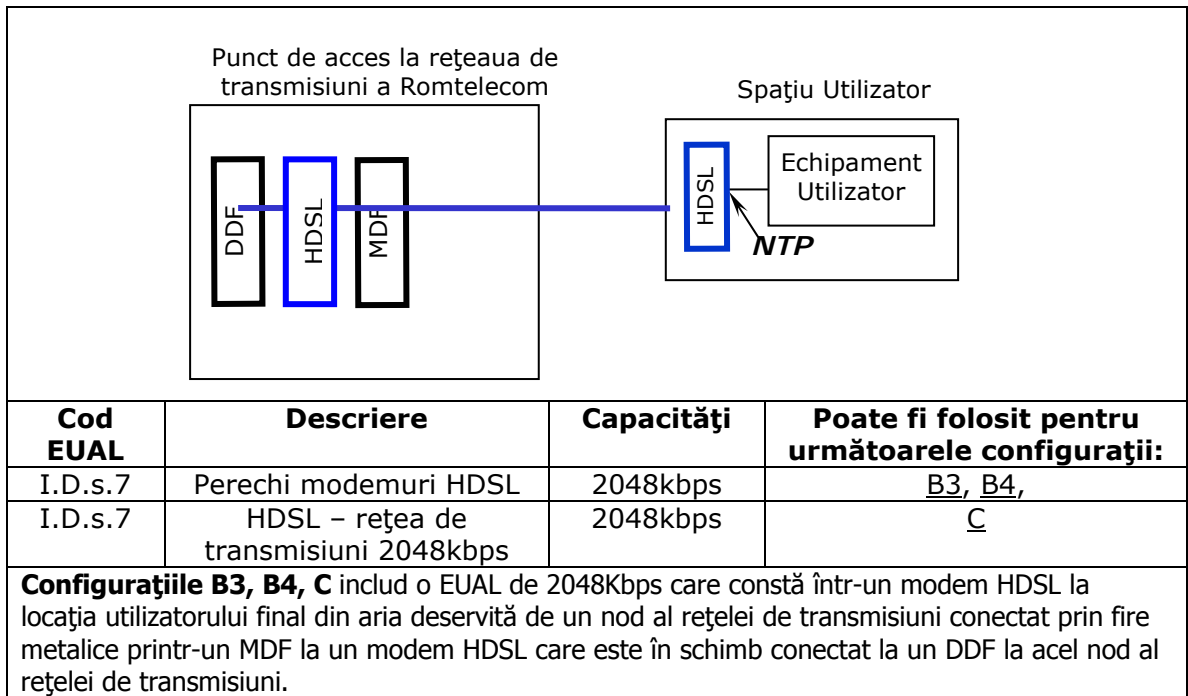 Punct de acces la reţeaua de
transmisiuni a Romtelecom
Spaţiu Utilizator
DDF
HDSL
MDF
HDSL
Echipament
Utilizator
NTP
Cod
EUAL
Descriere
Capacităţi
Poate fi folosit pentru
următoarele configuraţii:
I.D.s.7 Perechi modemuri HDSL 2048kbps B3, B4,
I.D.s.7 HDSL – reţea de
transmisiuni 2048kbps
2048kbps
C
Configuraţiile B3, B4, C includ o EUAL de 2048Kbps care constă într-un modem HDSL la
locaţia utilizatorului final din aria deservită de un nod al reţelei de transmisiuni conectat prin fire
metalice printr-un MDF la un modem HDSL care este în schimb conectat la un DDF la acel nod al
reţelei de transmisiuni.